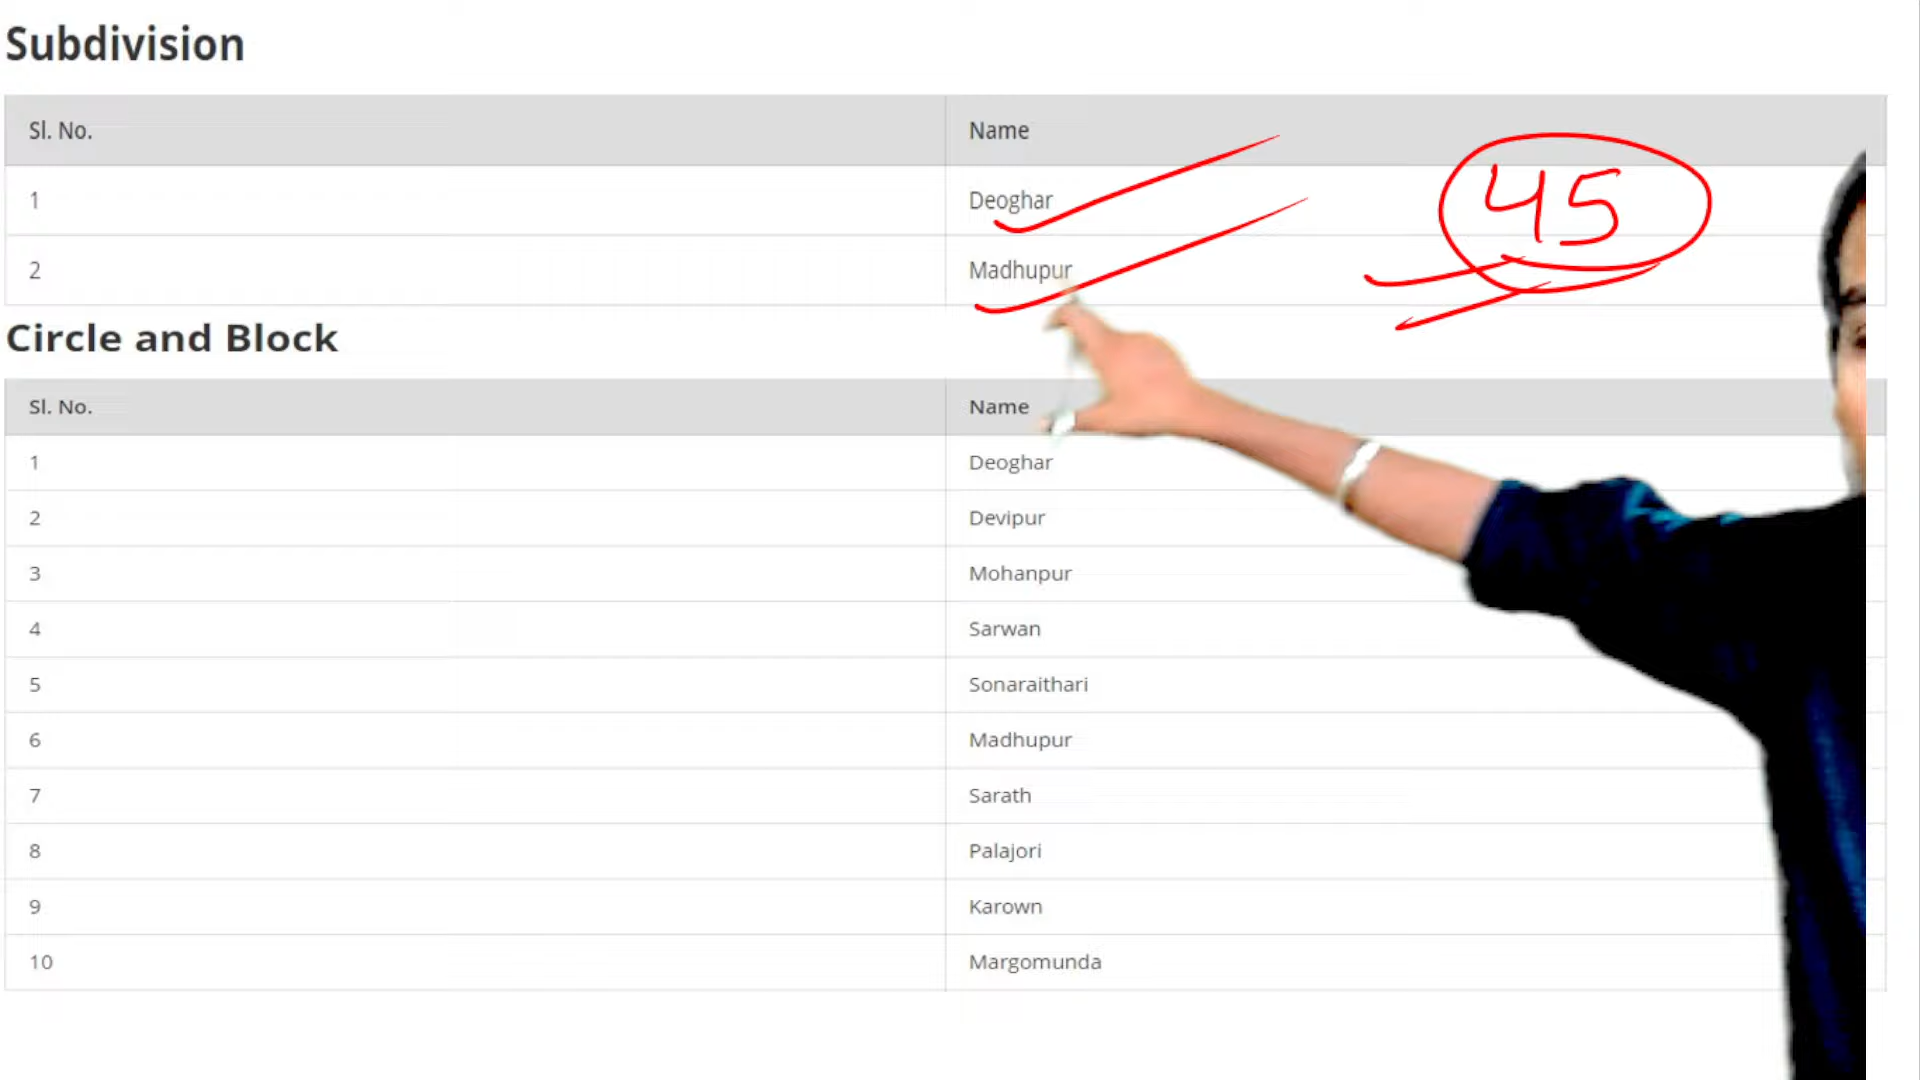 Subdivision
Sl. No. Name
1 Deoghar
2 Madhupur
45
Circle and Block
Sl. No. Name
1 Deoghar
2 Devipur
3 Mohanpur
4 Sarwan
5 Sonaraithari
6 Madhupur
7 Sarath
8 Palajori
9 Karown
10 Margomunda